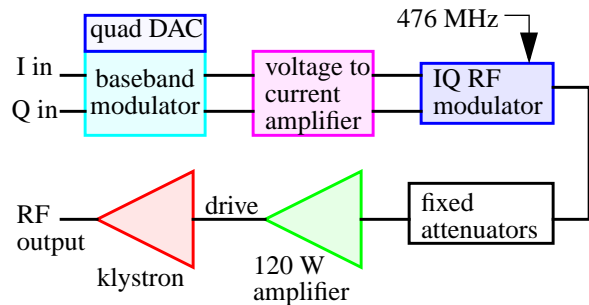 476 MHz
quad DAC
I in
Q in
baseband
modulator
voltage to
current
amplifier
IQ RF
modulator
RF
output
klystron
drive
120 W
amplifier
fixed
attenuators